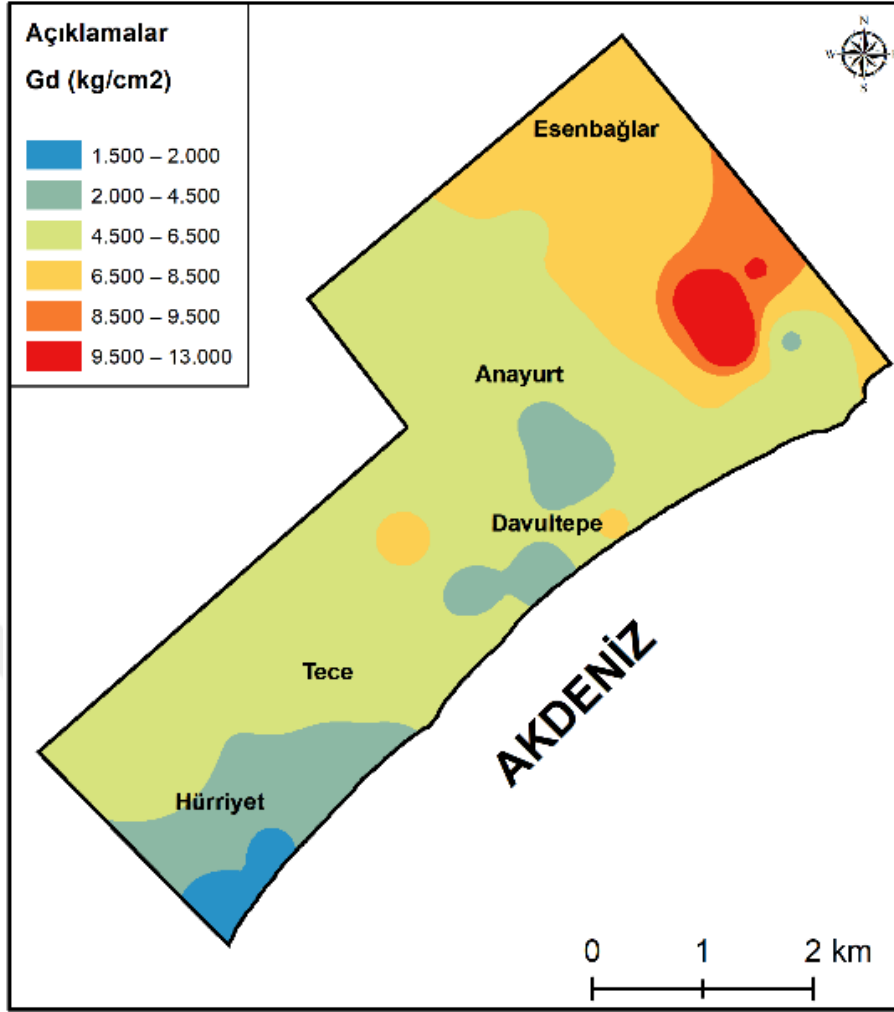 Açıklamalar
Gd (kg/cm2)
1.500 – 2.000
2.000 – 4.500
4.500 – 6.500
6.500 – 8.500
8.500 – 9.500
9.500 – 13.000
N
W
S
Esenbağlar
Anayurt
Davultepe
Tece
Hürriyet
AKDENİZ
0 1 2 km